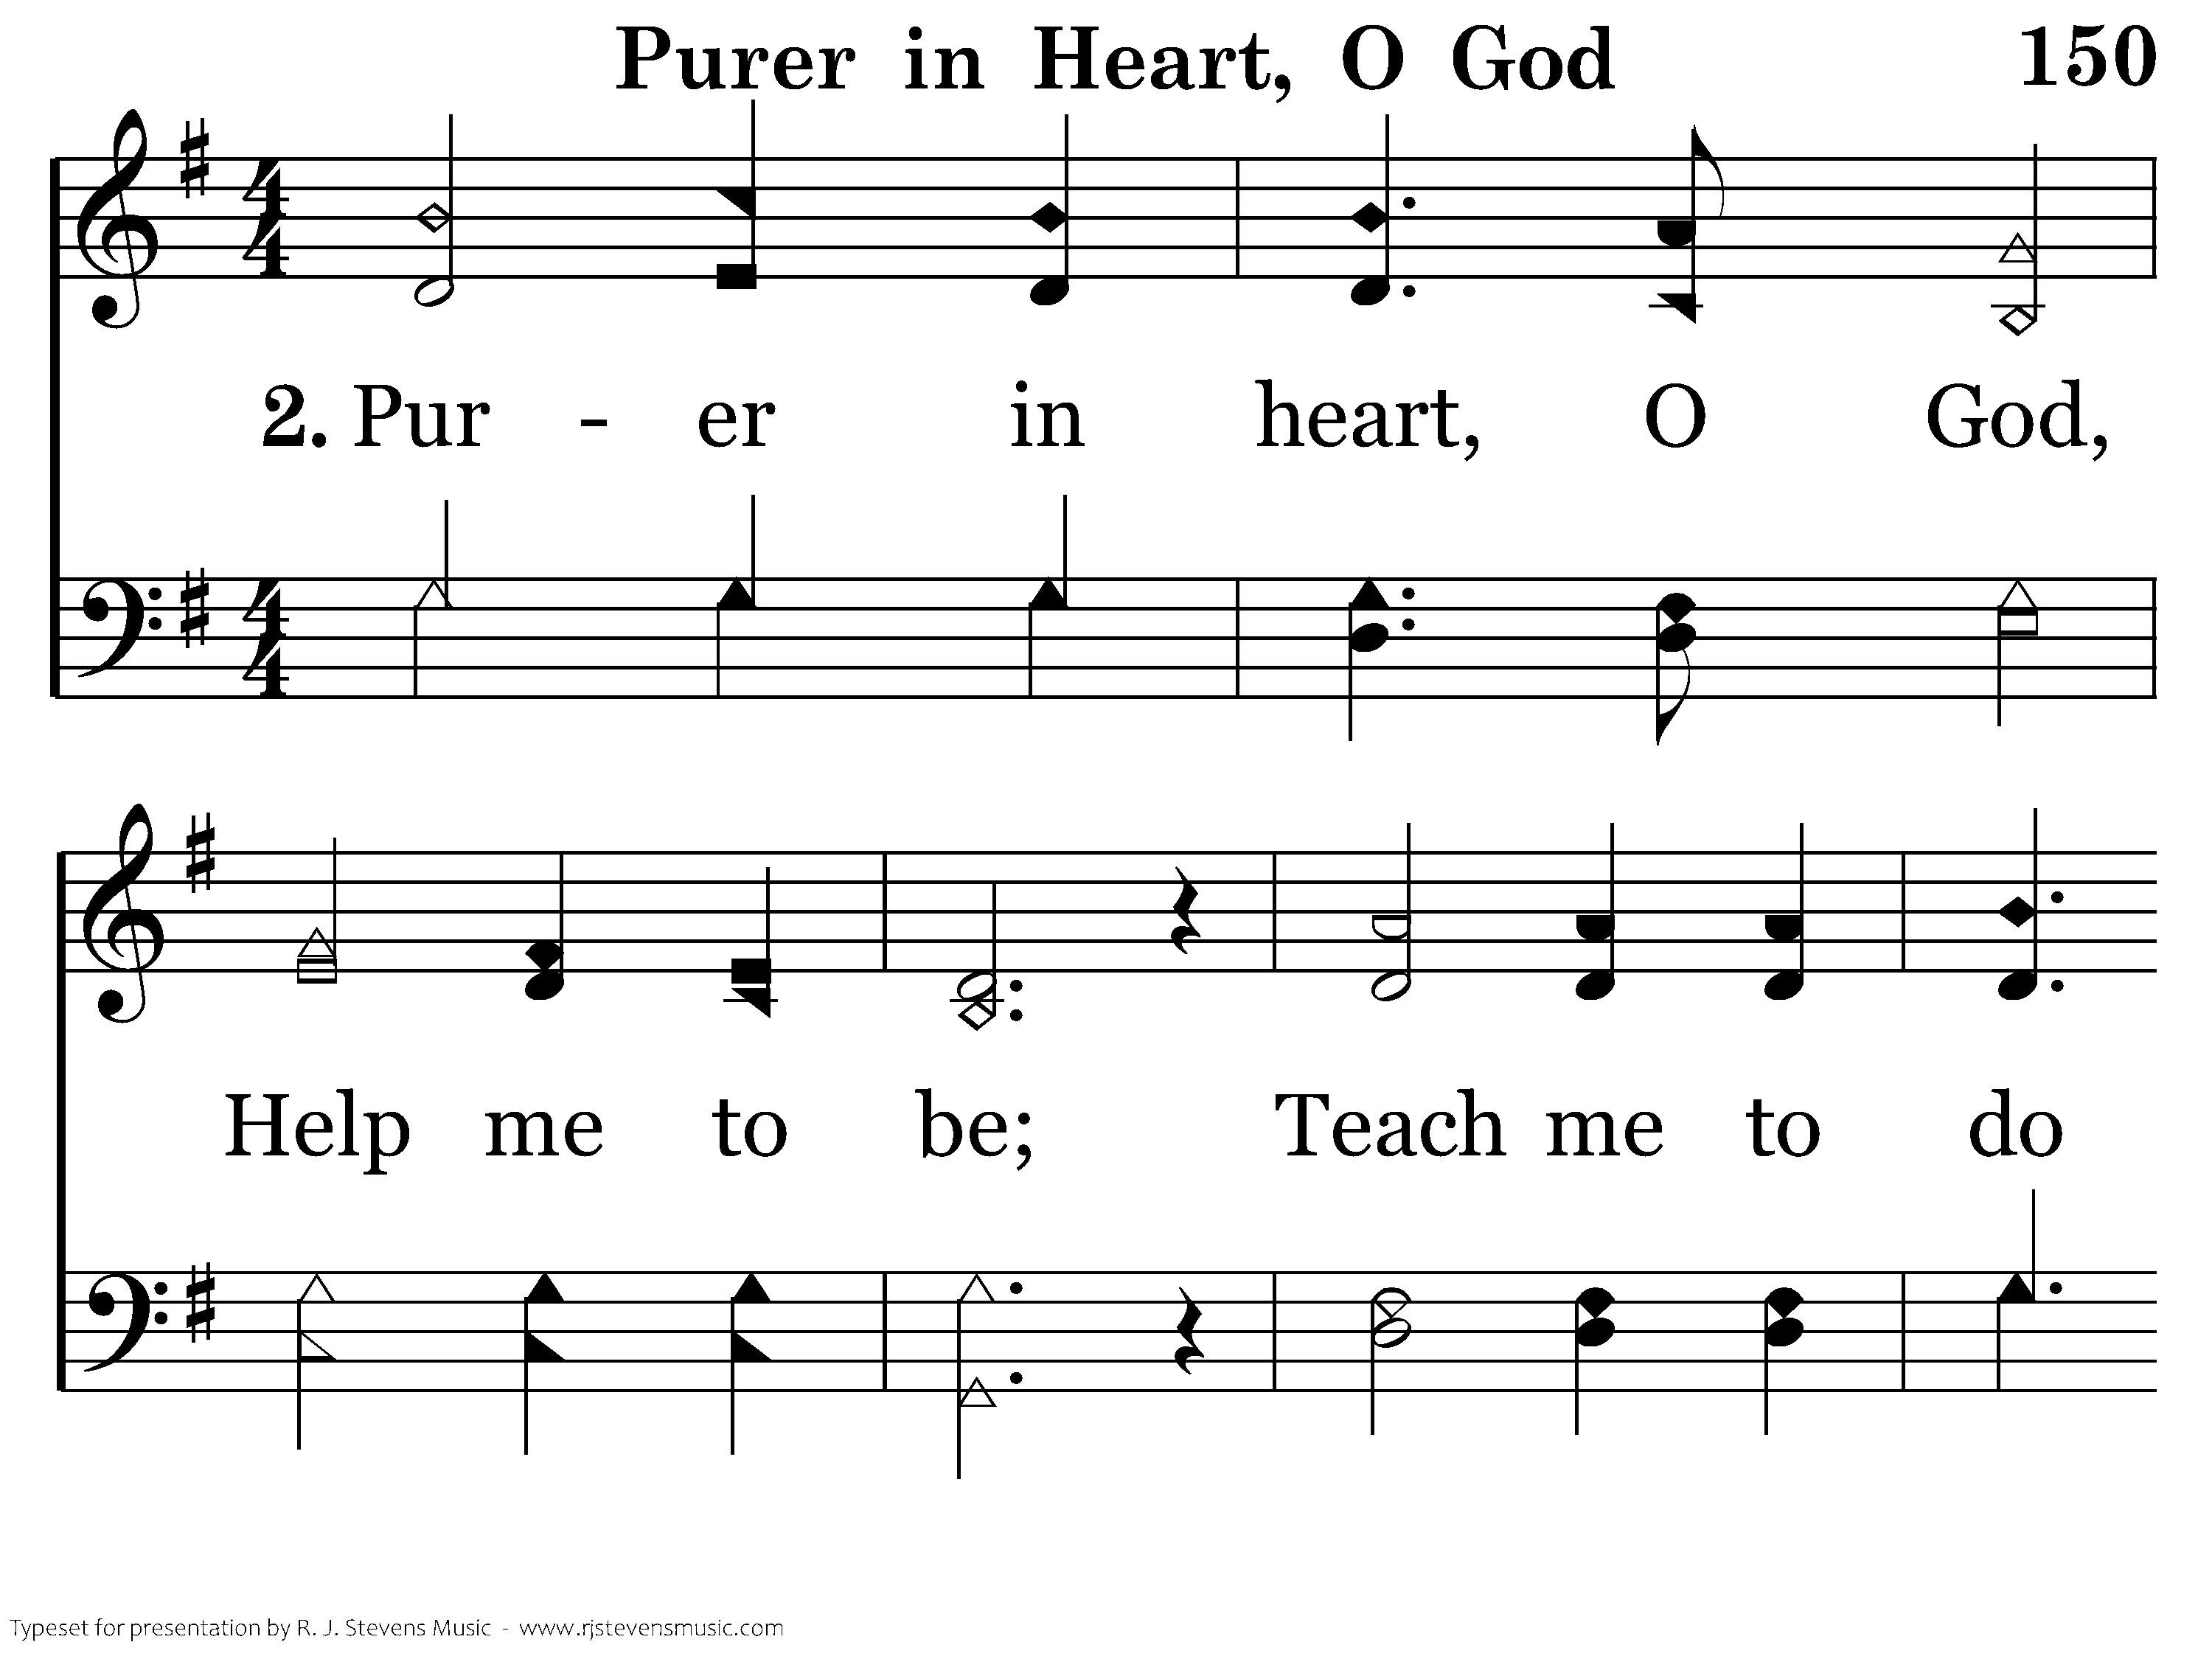 Purer in Heart, O God 150
2. Pur - er in heart, O God,
Help me to be; Teach me to do
Typeset for presentation by R. J. Stevens Music - www.rjstevensmusic.com